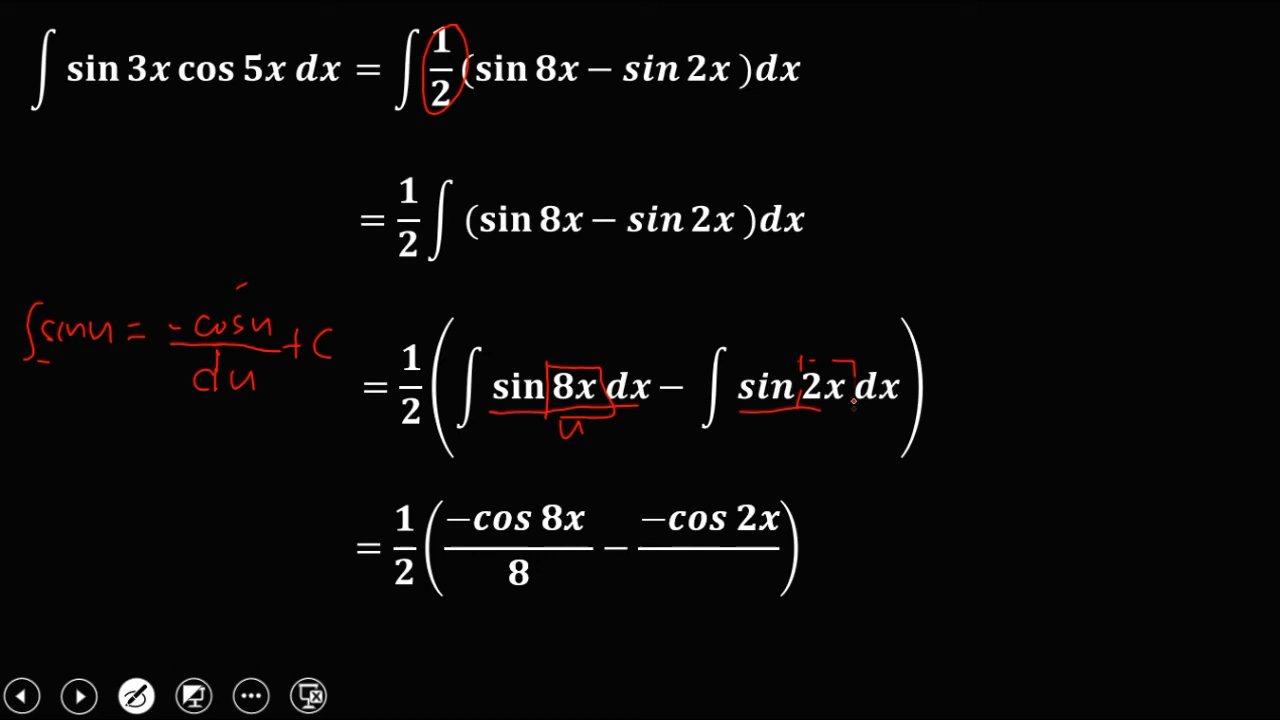 ∫ sin 3x cos 5x dx = ∫ 1/2 (sin 8x − sin 2x )dx
= 1/2 ∫ (sin 8x − sin 2x )dx
∫sinu = -cosu/du + C
= 1/2 (∫ sin 8x dx − ∫ sin 2x dx)
u
= 1/2 (−cos 8x/8 − −cos 2x/ )